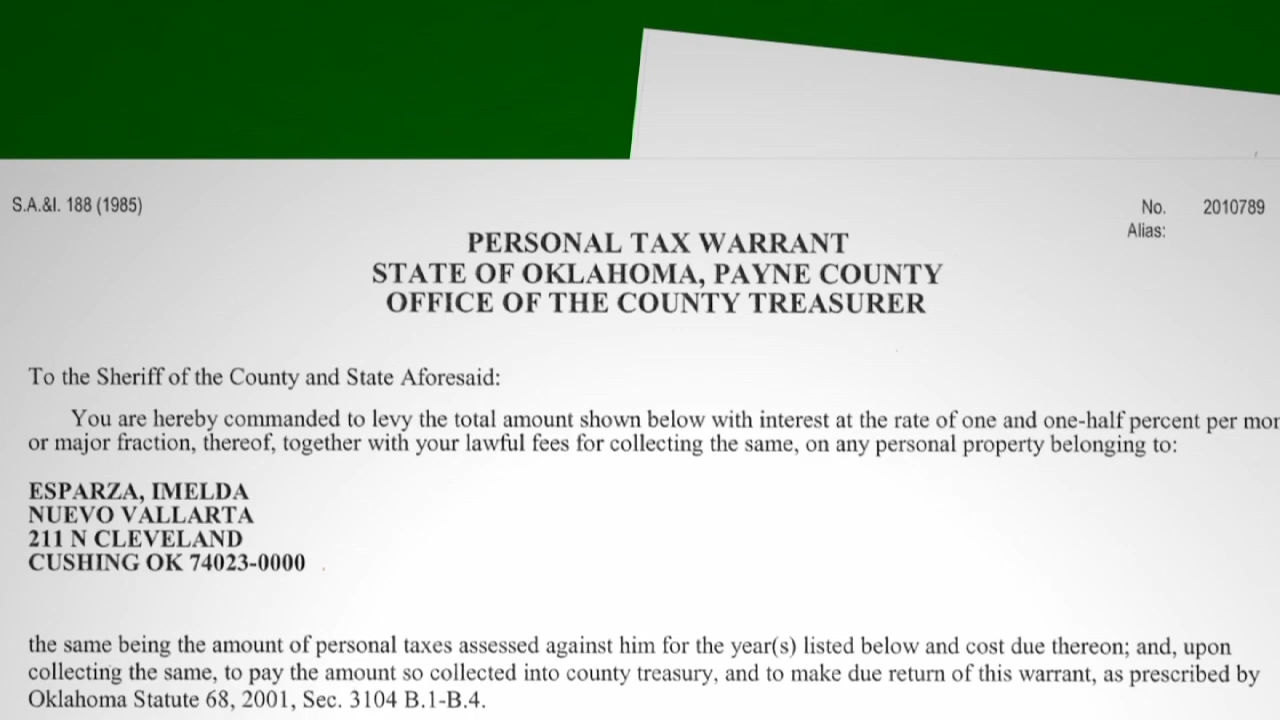 S.A.&I. 188 (1985)
No. 2010789
Alias:
PERSONAL TAX WARRANT
STATE OF OKLAHOMA, PAYNE COUNTY
OFFICE OF THE COUNTY TREASURER
To the Sheriff of the County and State Aforesaid:
You are hereby commanded to levy the total amount shown below with interest at the rate of one and one-half percent per mon
or major fraction, thereof, together with your lawful fees for collecting the same, on any personal property belonging to:
ESPARZA, IMELDA
NUEVO VALLARTA
211 N CLEVELAND
CUSHING OK 74023-0000
the same being the amount of personal taxes assessed against him for the year(s) listed below and cost due thereon; and, upon
collecting the same, to pay the amount so collected into county treasury, and to make due return of this warrant, as prescribed by
Oklahoma Statute 68, 2001, Sec. 3104 B.1-B.4.